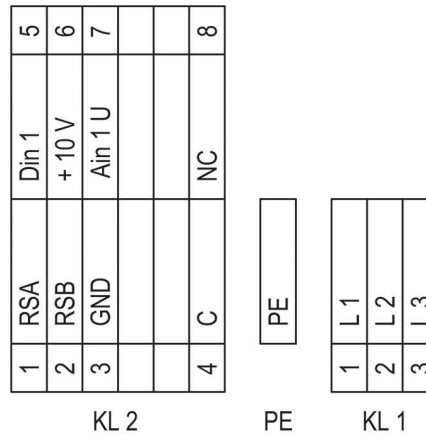 5 6 7 8
Din 1 + 10 V Ain 1 U NC
RSA RSB GND C
1 2 3 4
KL 2
PE
PE
L 1 L 2 L 3
1 2 3
KL 1